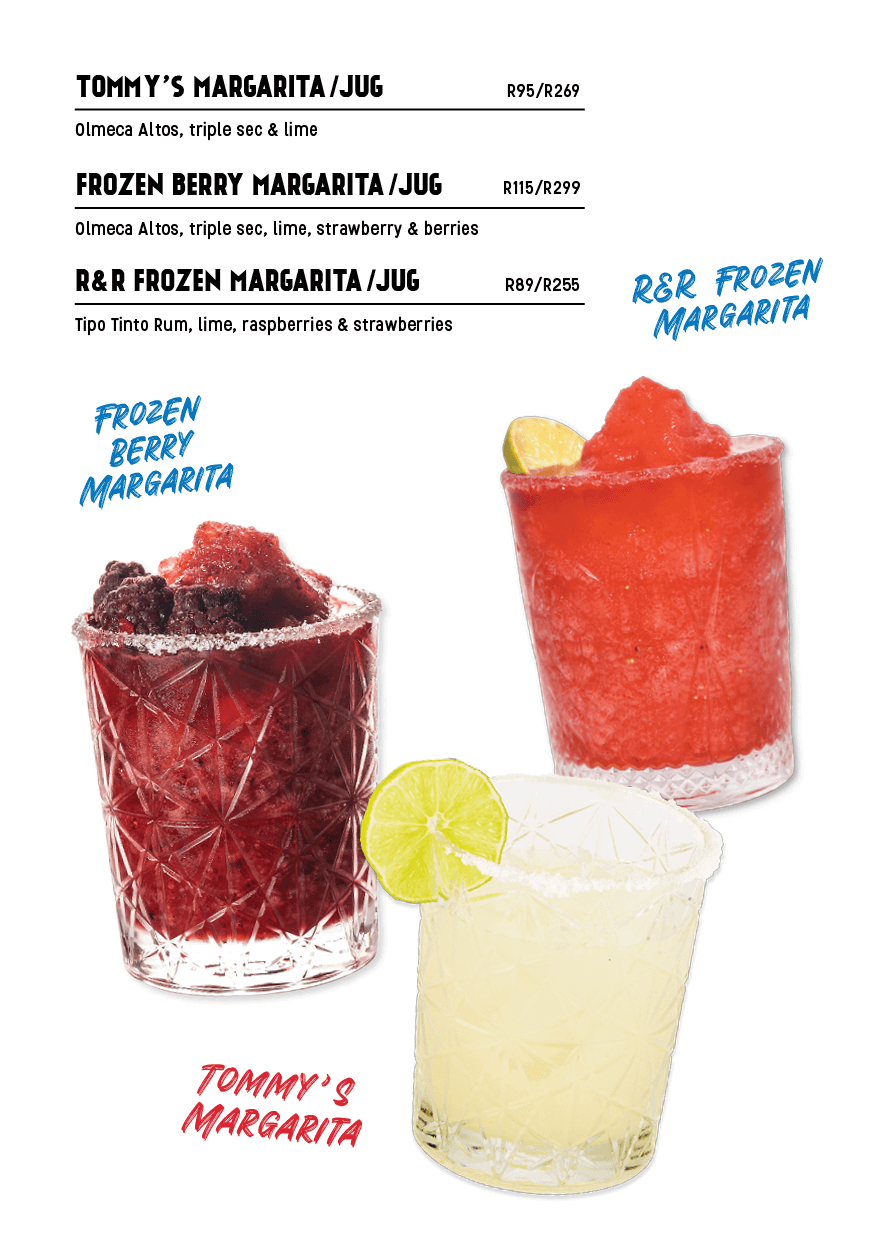 TOMMY'S MARGARITA/JUG R95/R269
Olmeca Altos, triple sec & lime
FROZEN BERRY MARGARITA/JUG R115/R299
Olmeca Altos, triple sec, lime, strawberry & berries
R&R FROZEN MARGARITA/JUG R89/R255
Tipo Tinto Rum, lime, raspberries & strawberries
R&R FROZEN
MARGARITA
FROZEN
BERRY
MARGARITA
TOMMY'S
MARGARITA